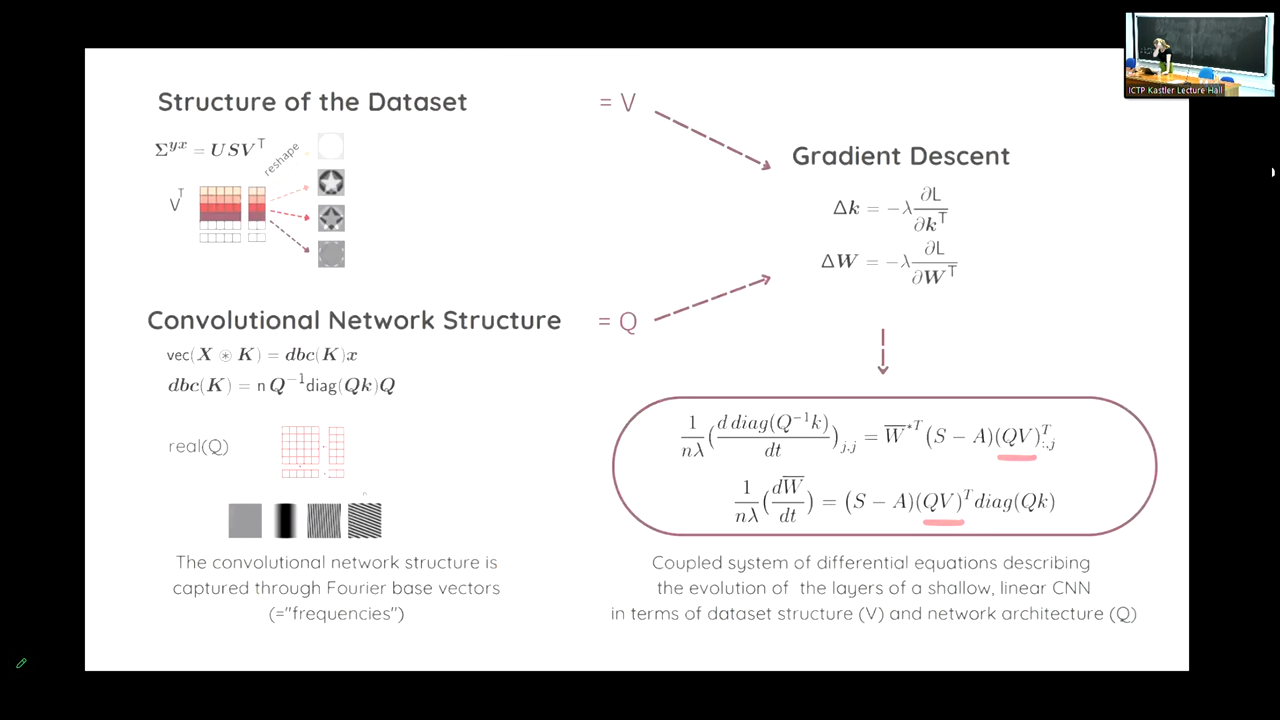 Structure of the Dataset
= V
Σ^{yx} = USV^T
reshape
V^T
Convolutional Network Structure
= Q
vec(X ⊛ K) = dbc(K)x
dbc(K) = n Q^{-1}diag(Qk)Q
real(Q)
n
The convolutional network structure is
captured through Fourier base vectors
(="frequencies")
Gradient Descent
Δk = -λ ∂L/∂k^T
ΔW = -λ ∂L/∂W^T
1/nλ (d diag(Q^{-1}k)/dt)_{j,j} = W̅^{*T}(S - A)(QV)^T_{:,j}
1/nλ (dW̅/dt) = (S - A)(QV)^T diag(Qk)
Coupled system of differential equations describing
the evolution of the layers of a shallow, linear CNN
in terms of dataset structure (V) and network architecture (Q)
ICTP Kastler Lecture Hall